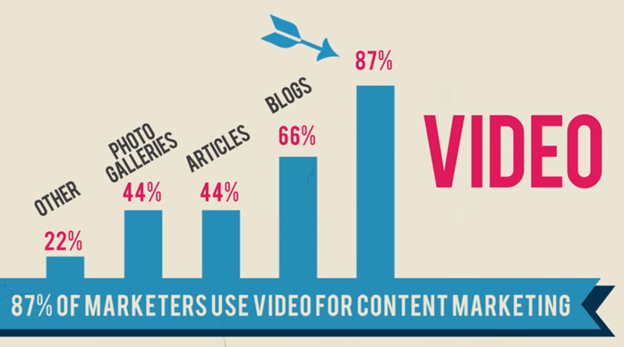 OTHER
22%
PHOTO
GALLERIES
44%
ARTICLES
44%
BLOGS
66%
87%
VIDEO
87% OF MARKETERS USE VIDEO FOR CONTENT MARKETING